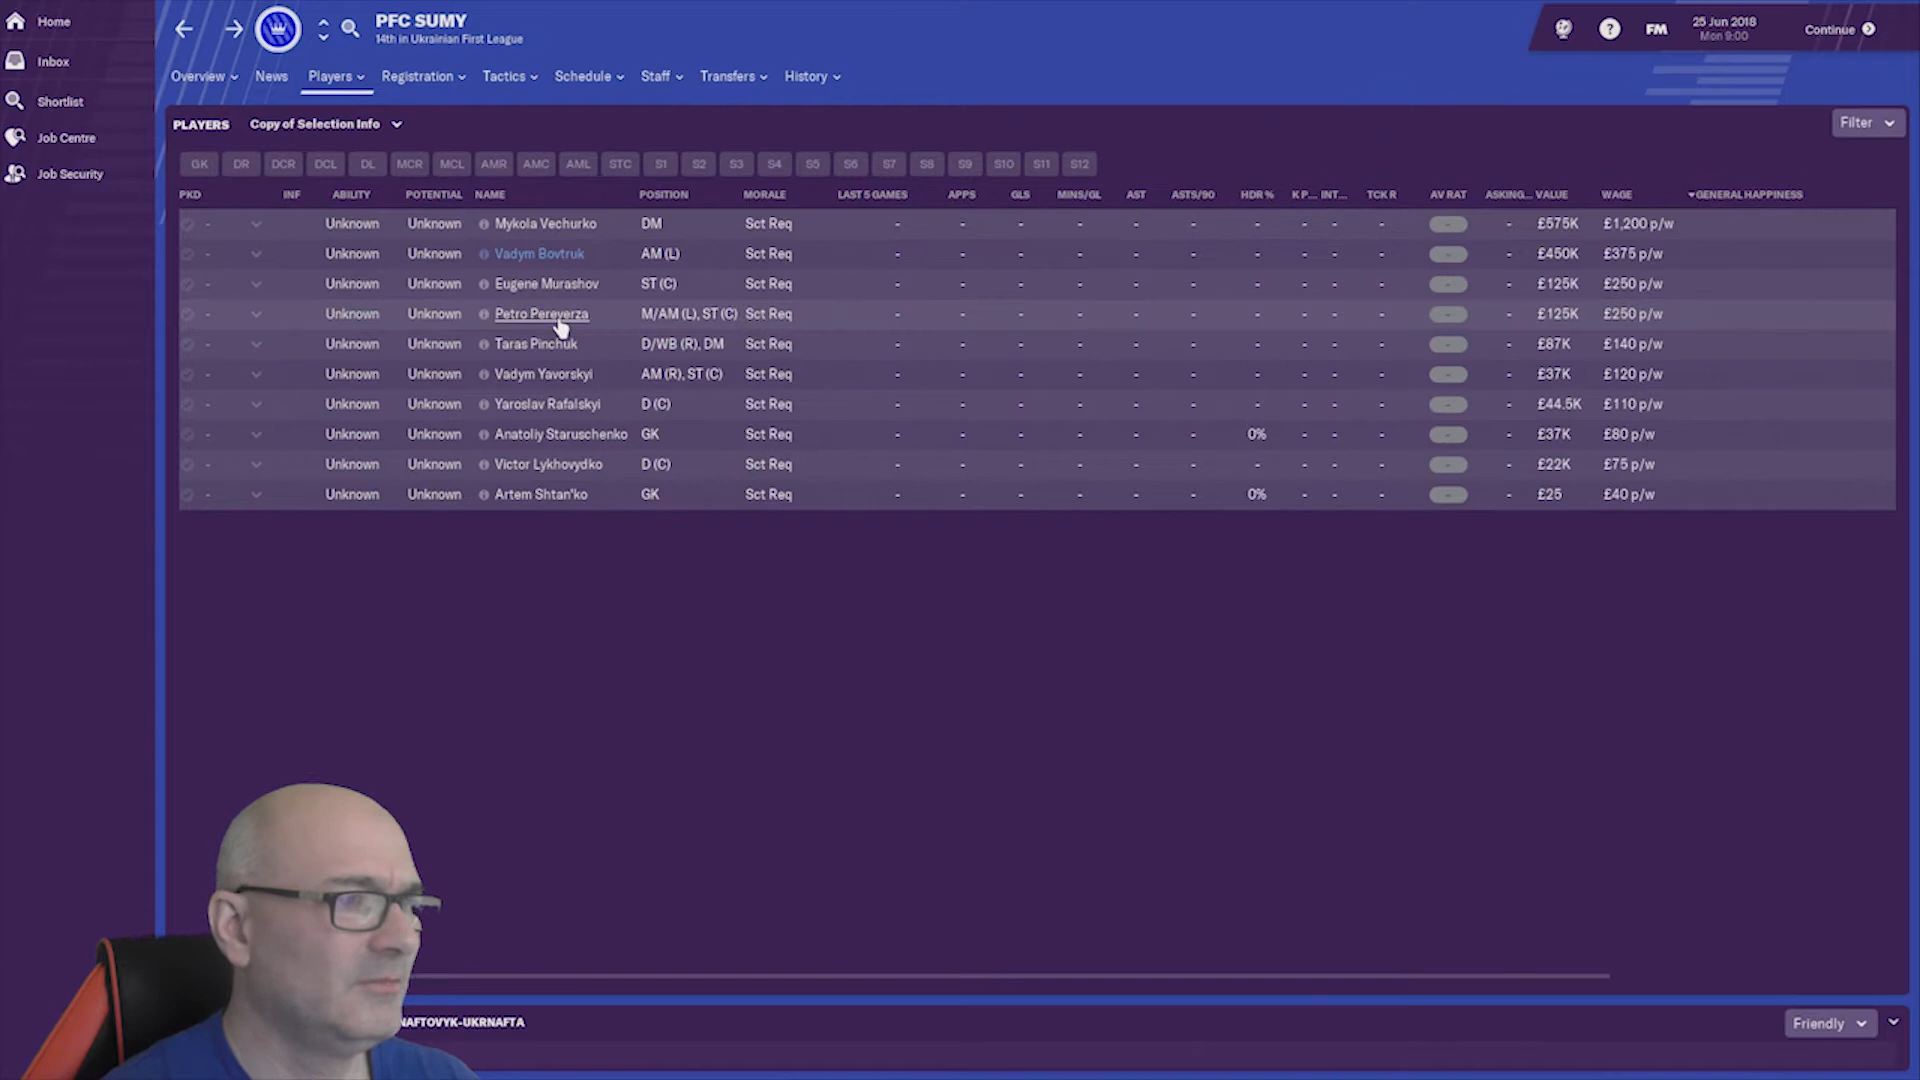 Home
Inbox
Shortlist
Job Centre
Job Security
PFC SUMY
14th in Ukrainian First League
FM
25 Jun 2018
Mon 9:00
Continue
Overview News Players Registration Tactics Schedule Staff Transfers History
PLAYERS Copy of Selection Info Filter
GK DR DCR DCL DL MCR MCL AMR AMC AML STC S1 S2 S3 S4 S5 S6 S7 S8 S9 S10 S11 S12
PKD INF ABILITY POTENTIAL NAME POSITION MORALE LAST 5 GAMES APPS GLS MINS/GL AST ASTS/90 HDR % K P... INT... TCK R AV RAT ASKING... VALUE WAGE GENERAL HAPPINESS
- Unknown Unknown Mykola Vechurko DM Sct Req - - - - - - - - - - - - £575K £1,200 p/w
- Unknown Unknown Vadym Bovtruk AM (L) Sct Req - - - - - - - - - - - - £450K £375 p/w
- Unknown Unknown Eugene Murashov ST (C) Sct Req - - - - - - - - - - - - £125K £250 p/w
- Unknown Unknown Petro Pereverza M/AM (L), ST (C) Sct Req - - - - - - - - - - - - £125K £250 p/w
- Unknown Unknown Taras Pinchuk D/WB (R), DM Sct Req - - - - - - - - - - - - £87K £140 p/w
- Unknown Unknown Vadym Yavorskyi AM (R), ST (C) Sct Req - - - - - - - - - - - - £37K £120 p/w
- Unknown Unknown Yaroslav Rafalskyi D (C) Sct Req - - - - - - - - - - - - £44.5K £110 p/w
- Unknown Unknown Anatoliy Staruschenko GK Sct Req - - - - - - 0% - - - - - £37K £80 p/w
- Unknown Unknown Victor Lykhovydko D (C) Sct Req - - - - - - - - - - - - £22K £75 p/w
- Unknown Unknown Artem Shtan'ko GK Sct Req - - - - - - 0% - - - - - £25 £40 p/w
NAFTOVYK-UKRNAFTA Friendly